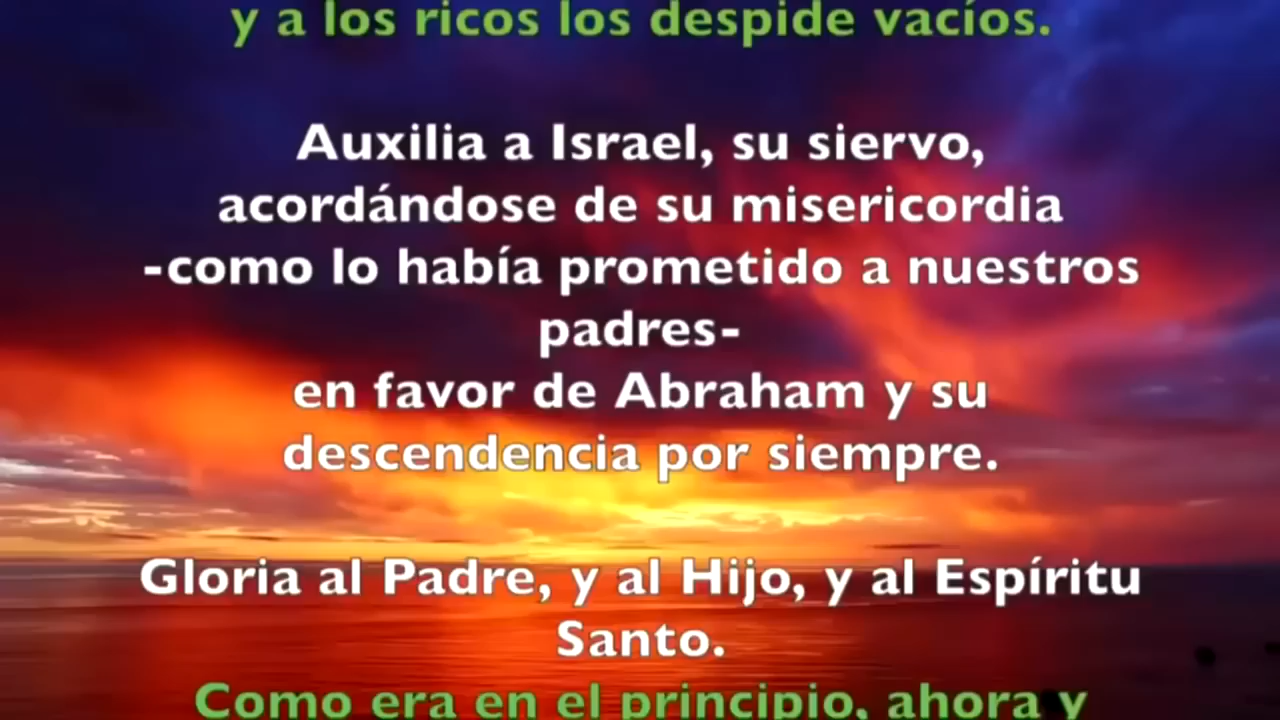 y a los ricos los despide vacíos.
Auxilia a Israel, su siervo,
acordándose de su misericordia
-como lo había prometido a nuestros
padres-
en favor de Abraham y su
descendencia por siempre.
Gloria al Padre, y al Hijo, y al Espíritu
Santo.
Como era en el principio, ahora y